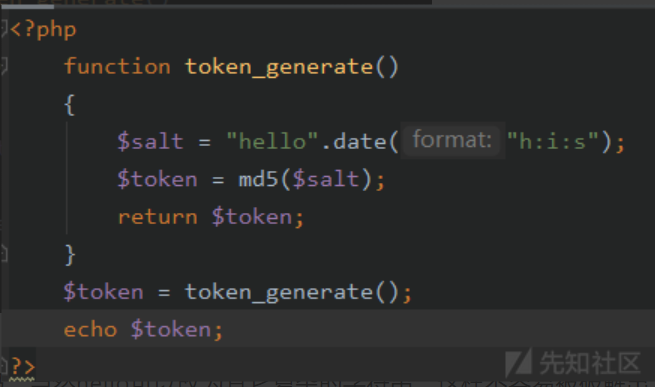 <?php
function token_generate()
{
$salt = "hello".date( format: "h:i:s");
$token = md5($salt);
return $token;
}
$token = token_generate();
echo $token;
?>
先知社区